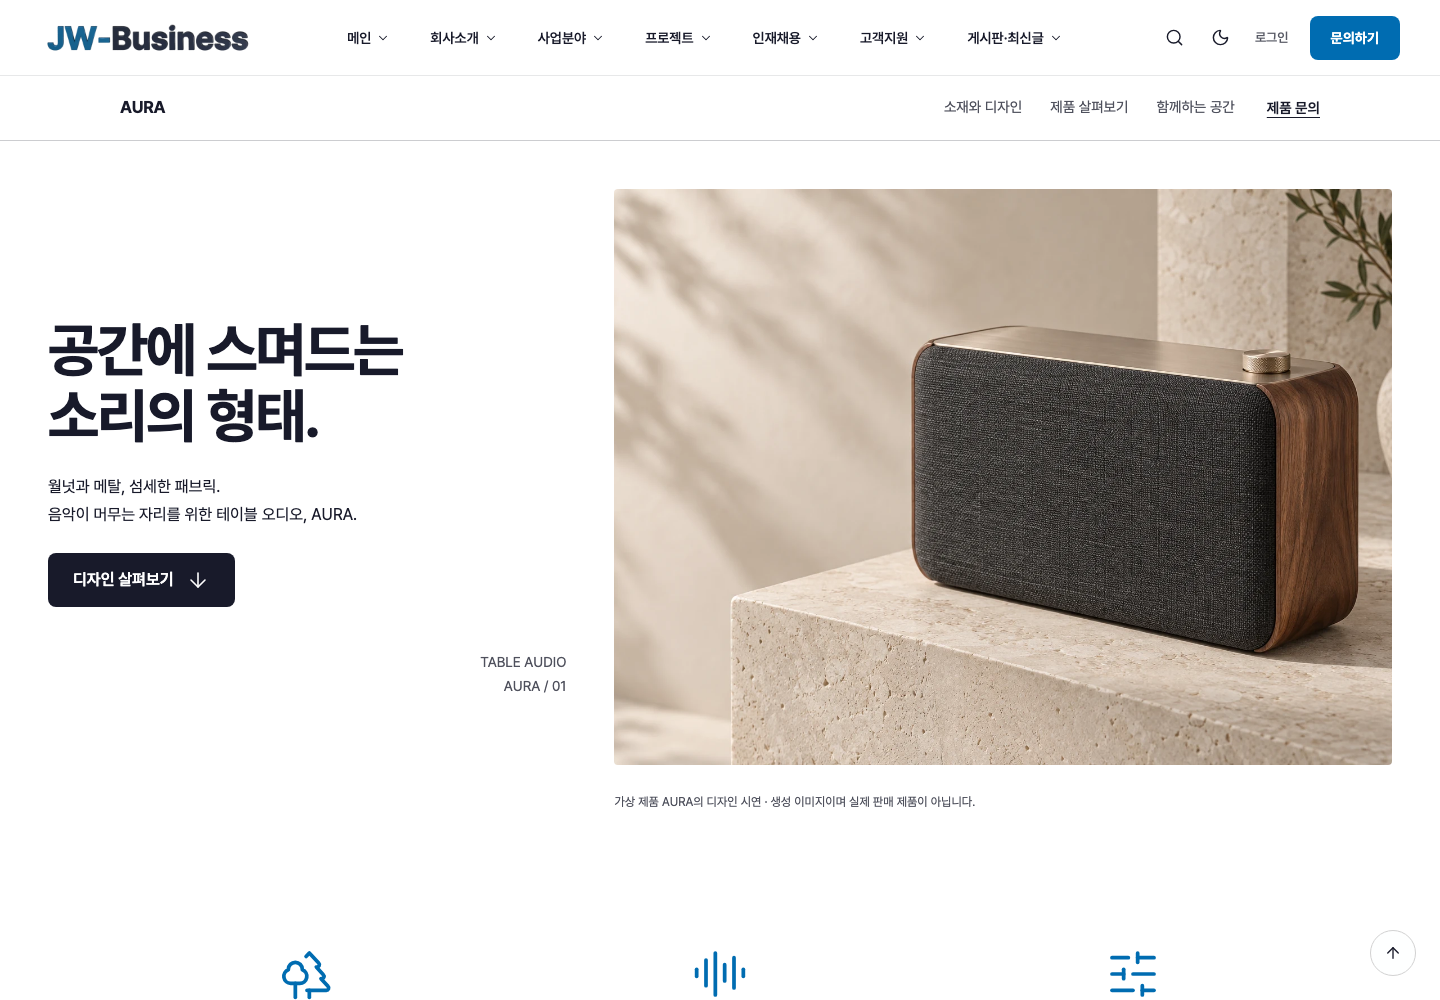 JW-Business
메인
회사소개
사업분야
프로젝트
인재채용
고객지원
게시판·최신글
로그인
문의하기
AURA
소재와 디자인
제품 살펴보기
함께하는 공간
제품 문의
공간에 스며드는
소리의 형태.
월넛과 메탈, 섬세한 패브릭.
음악이 머무는 자리를 위한 테이블 오디오, AURA.
디자인 살펴보기
TABLE AUDIO
AURA / 01
가상 제품 AURA의 디자인 시연 · 생성 이미지이며 실제 판매 제품이 아닙니다.